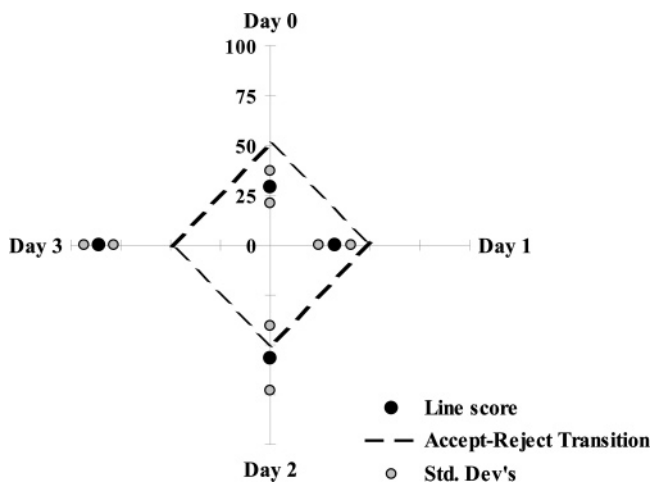 Day 0
100
75
50
25
Day 3
0
Day 1
Line score
Accept-Reject Transition
Day 2
Std. Dev's